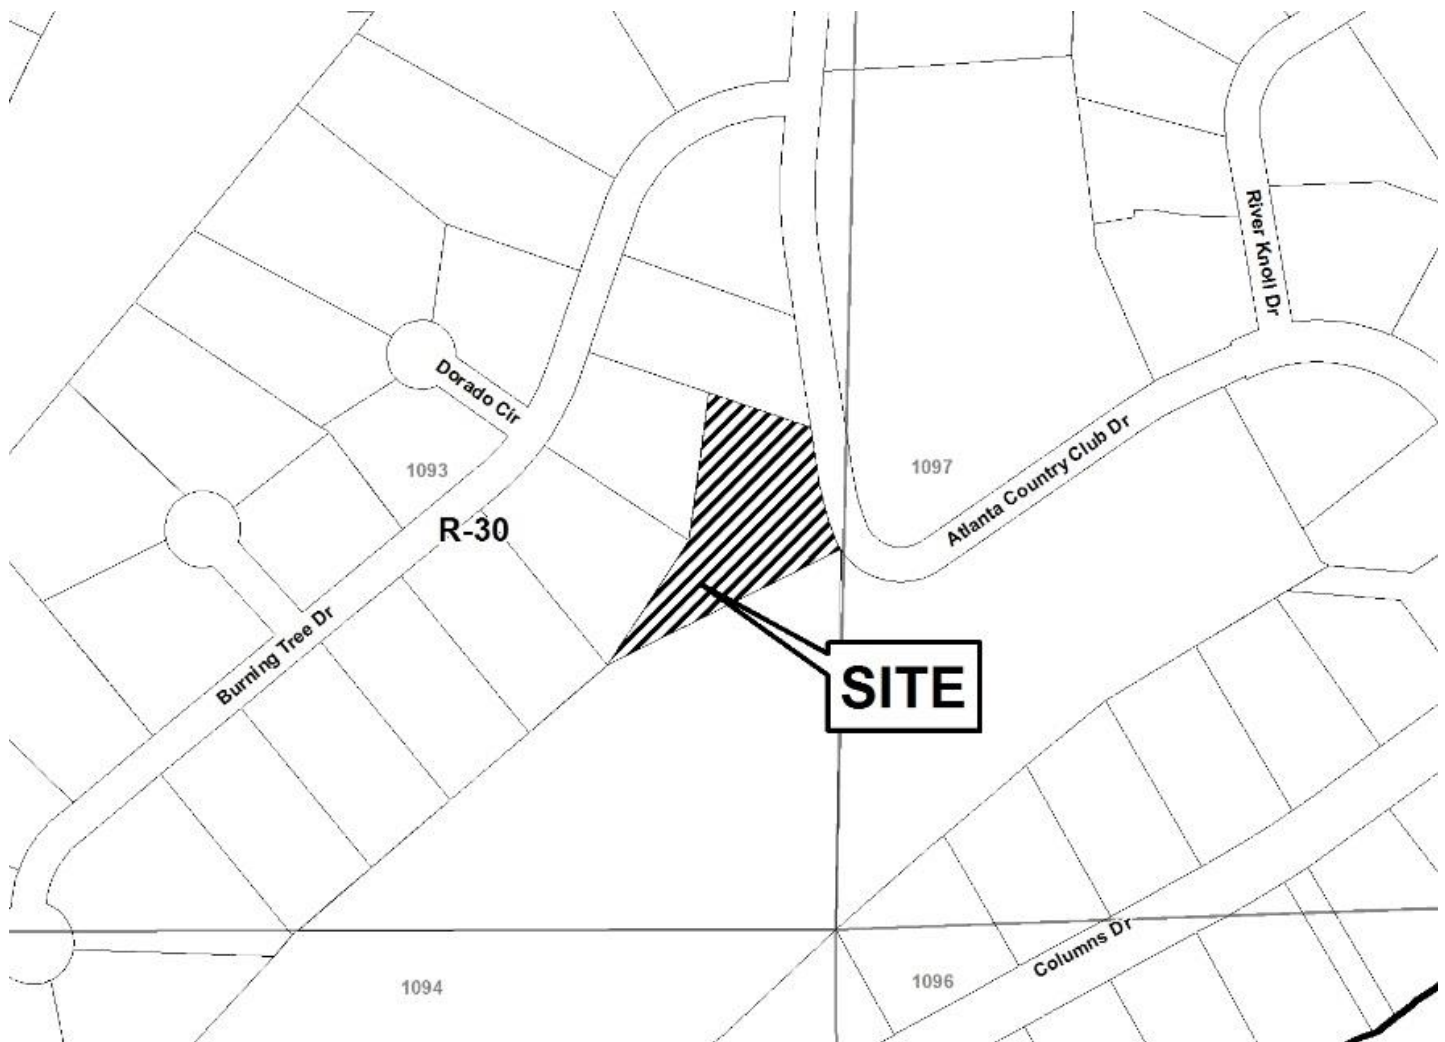 River Knoll Dr
Dorado Cir
Atlanta Country Club Dr
1093
1097
R-30
Burning Tree Dr
SITE
Columns Dr
1094
1096